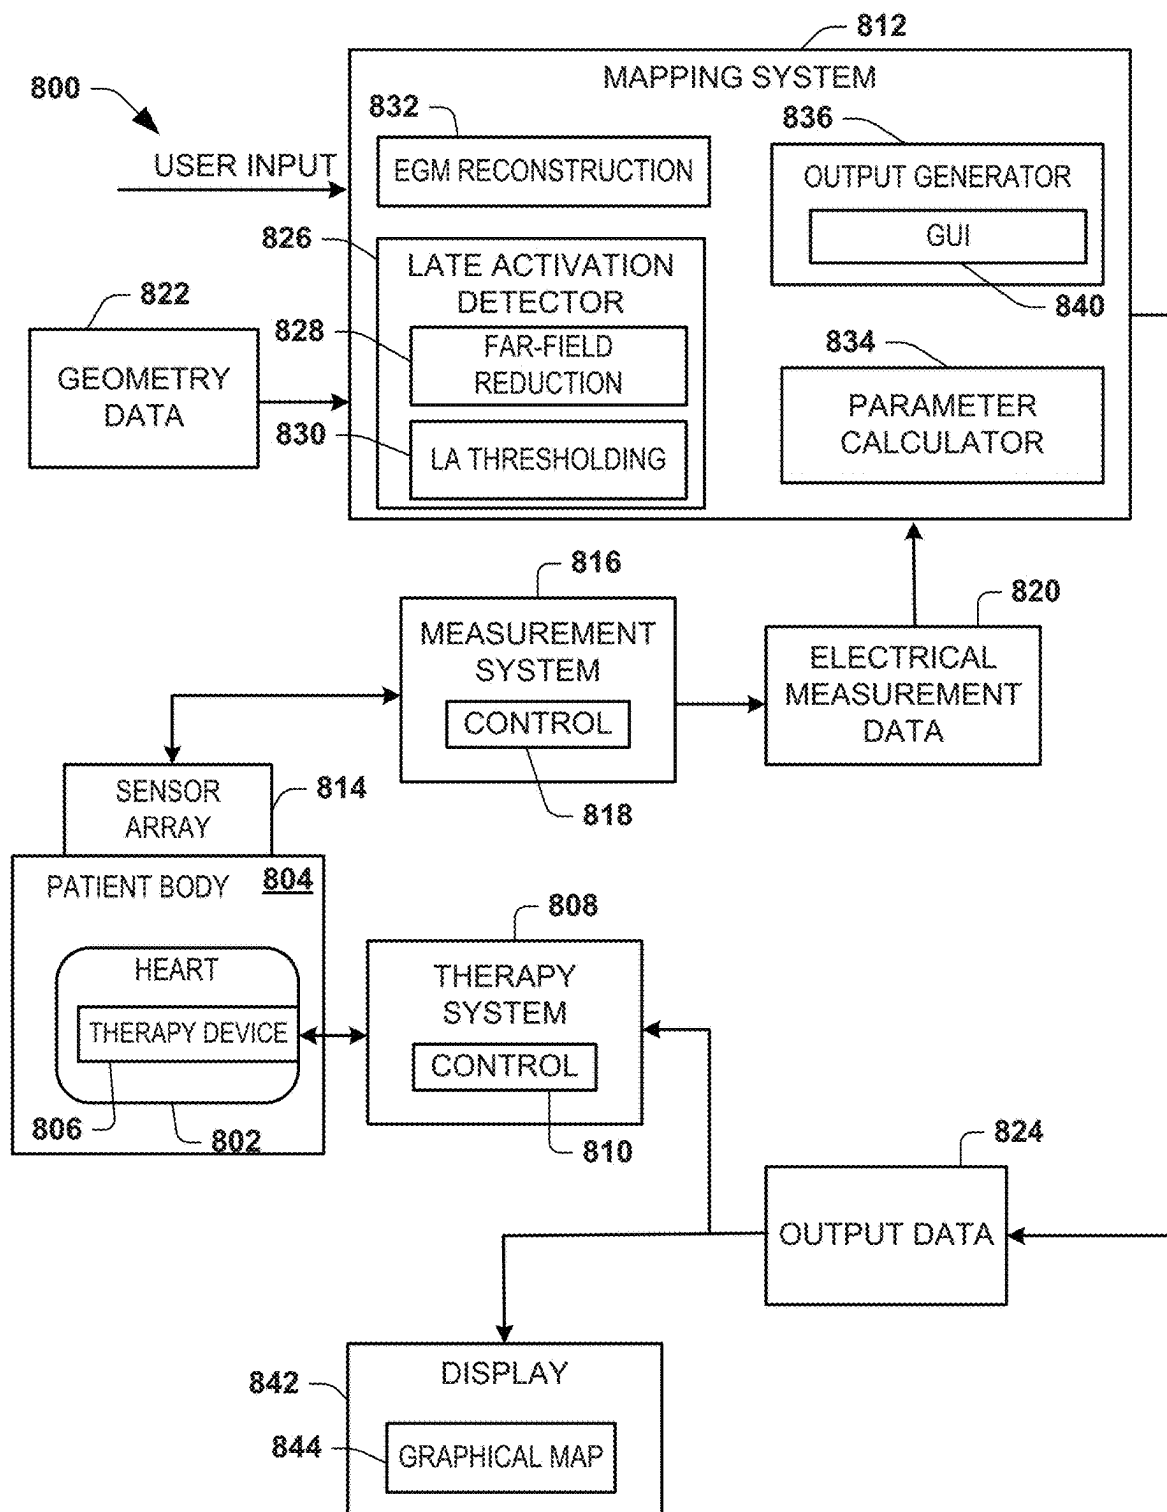 812
MAPPING SYSTEM
800
832
836
USER INPUT
EGM RECONSTRUCTION
OUTPUT GENERATOR
GUI
826
LATE ACTIVATION
DETECTOR
840
822
828
FAR-FIELD
REDUCTION
834
GEOMETRY
DATA
PARAMETER
CALCULATOR
830
LA THRESHOLDING
816
820
MEASUREMENT
SYSTEM
CONTROL
ELECTRICAL
MEASUREMENT
DATA
818
SENSOR
ARRAY
814
PATIENT BODY
804
808
HEART
THERAPY DEVICE
THERAPY
SYSTEM
CONTROL
806
802
810
824
OUTPUT DATA
DISPLAY
842
844
GRAPHICAL MAP